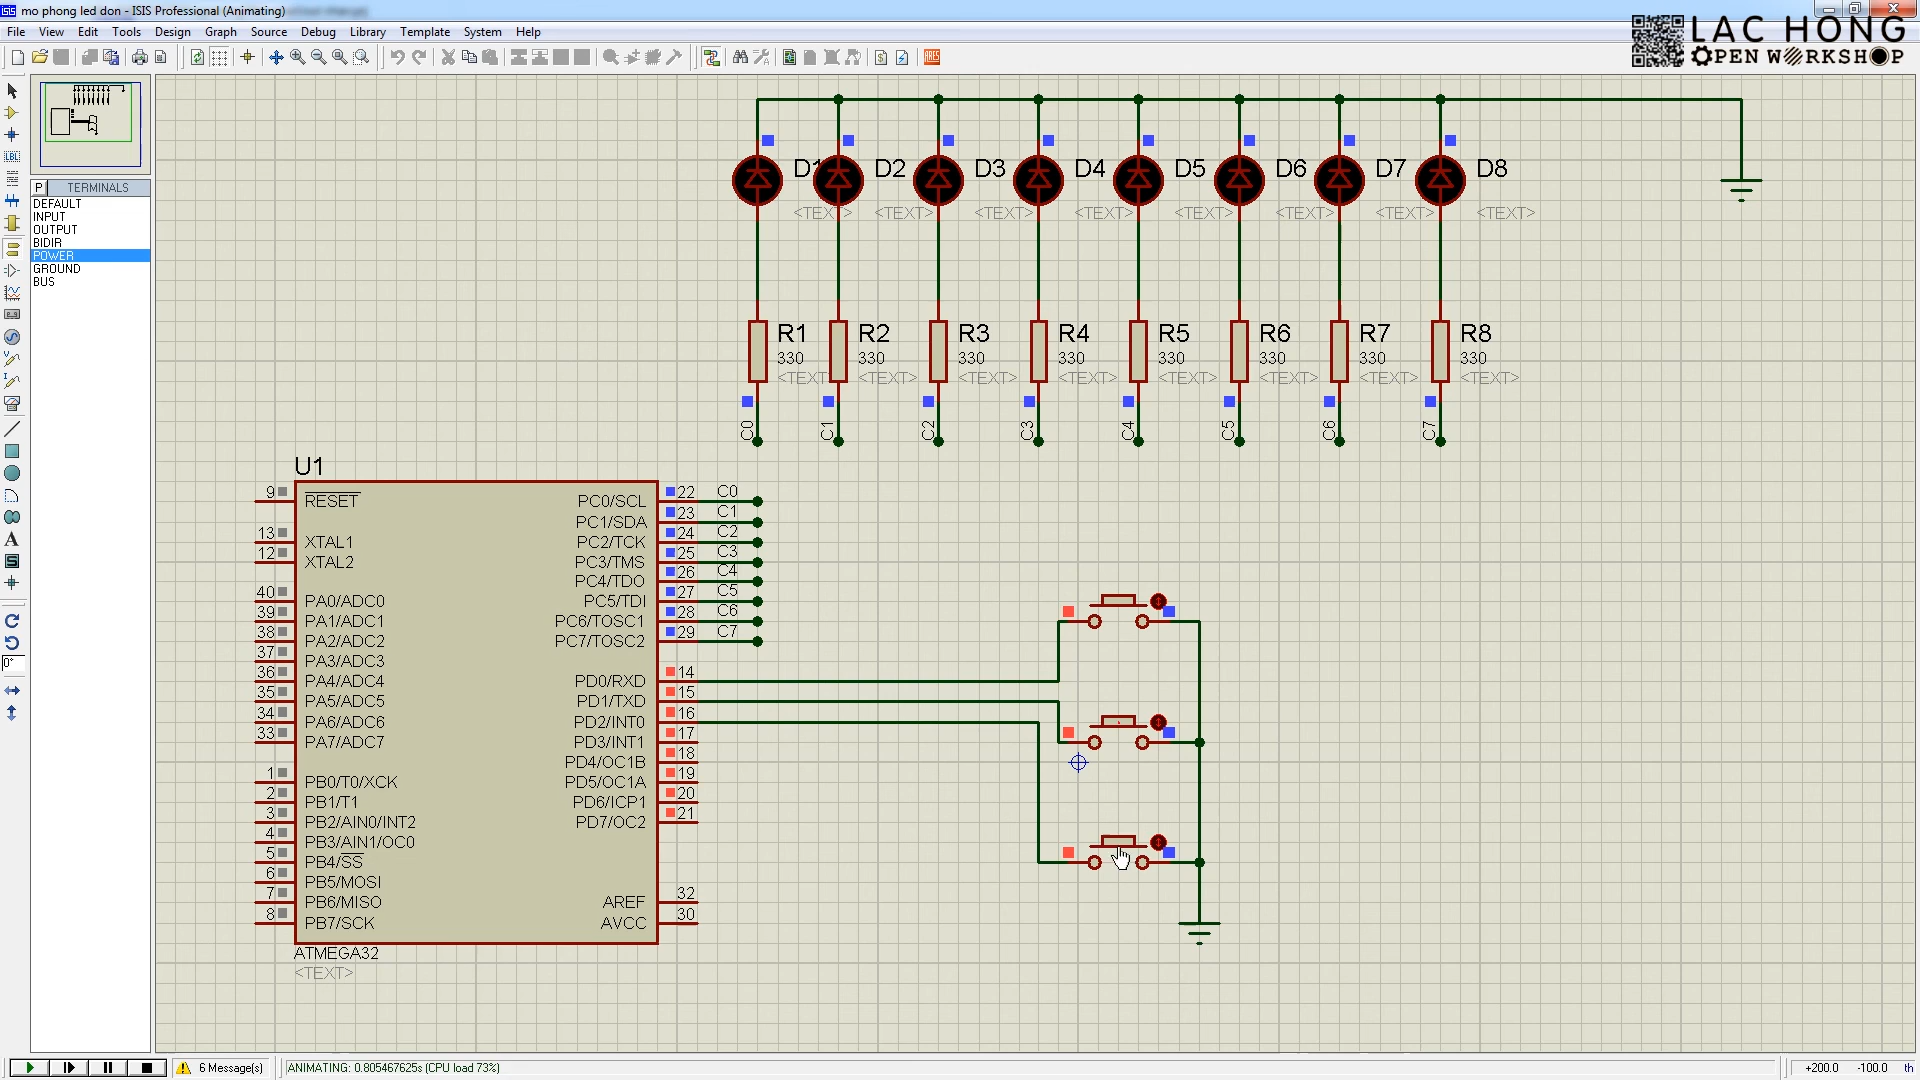 mo phong led don - ISIS Professional (Animating)
File View Edit Tools Design Graph Source Debug Library Template System Help
LAC HONG
OPEN WORKSHOP
P TERMINALS
DEFAULT
INPUT
OUTPUT
BIDIR
POWER
GROUND
BUS
LBL
A
S
0°
D1 D2 D3 D4 D5 D6 D7 D8
<TEXT> <TEXT> <TEXT> <TEXT> <TEXT> <TEXT> <TEXT> <TEXT>
R1 R2 R3 R4 R5 R6 R7 R8
330 330 330 330 330 330 330 330
<TEXT> <TEXT> <TEXT> <TEXT> <TEXT> <TEXT> <TEXT> <TEXT>
C0 C1 C2 C3 C4 C5 C6 C7
U1
9 RESET PC0/SCL 22 C0
PC1/SDA 23 C1
13 XTAL1 PC2/TCK 24 C2
12 XTAL2 PC3/TMS 25 C3
PC4/TDO 26 C4
40 PA0/ADC0 PC5/TDI 27 C5
39 PA1/ADC1 PC6/TOSC1 28 C6
38 PA2/ADC2 PC7/TOSC2 29 C7
37 PA3/ADC3
36 PA4/ADC4 PD0/RXD 14
35 PA5/ADC5 PD1/TXD 15
34 PA6/ADC6 PD2/INT0 16
33 PA7/ADC7 PD3/INT1 17
PD4/OC1B 18
1 PB0/T0/XCK PD5/OC1A 19
2 PB1/T1 PD6/ICP1 20
3 PB2/AIN0/INT2 PD7/OC2 21
4 PB3/AIN1/OC0
5 PB4/SS
6 PB5/MOSI
7 PB6/MISO AREF 32
8 PB7/SCK AVCC 30
ATMEGA32
<TEXT>
6 Message(s) ANIMATING: 0.805467625s (CPU load 73%) +200.0 -100.0 th